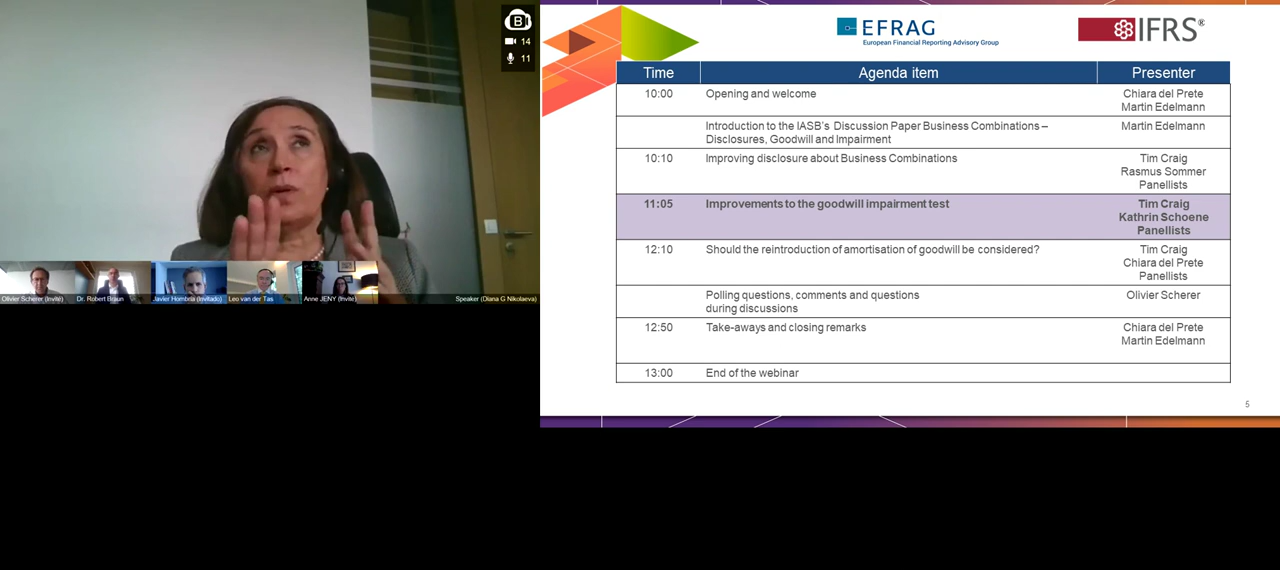 B
14
11
Olivier Scherer (Invité)
Dr. Robert Braun
Javier Hombria (Invitado)
Leo van der Tas
Anne JENY (Invite)
Speaker (Diana G Nikolaeva)
EFRAG
European Financial Reporting Advisory Group
IFRS®
Time Agenda item Presenter
10:00 Opening and welcome Chiara del Prete
Martin Edelmann
Introduction to the IASB's Discussion Paper Business Combinations – Martin Edelmann
Disclosures, Goodwill and Impairment
10:10 Improving disclosure about Business Combinations Tim Craig
Rasmus Sommer
Panellists
11:05 Improvements to the goodwill impairment test Tim Craig
Kathrin Schoene
Panellists
12:10 Should the reintroduction of amortisation of goodwill be considered? Tim Craig
Chiara del Prete
Panellists
Polling questions, comments and questions Olivier Scherer
during discussions
12:50 Take-aways and closing remarks Chiara del Prete
Martin Edelmann
13:00 End of the webinar
5